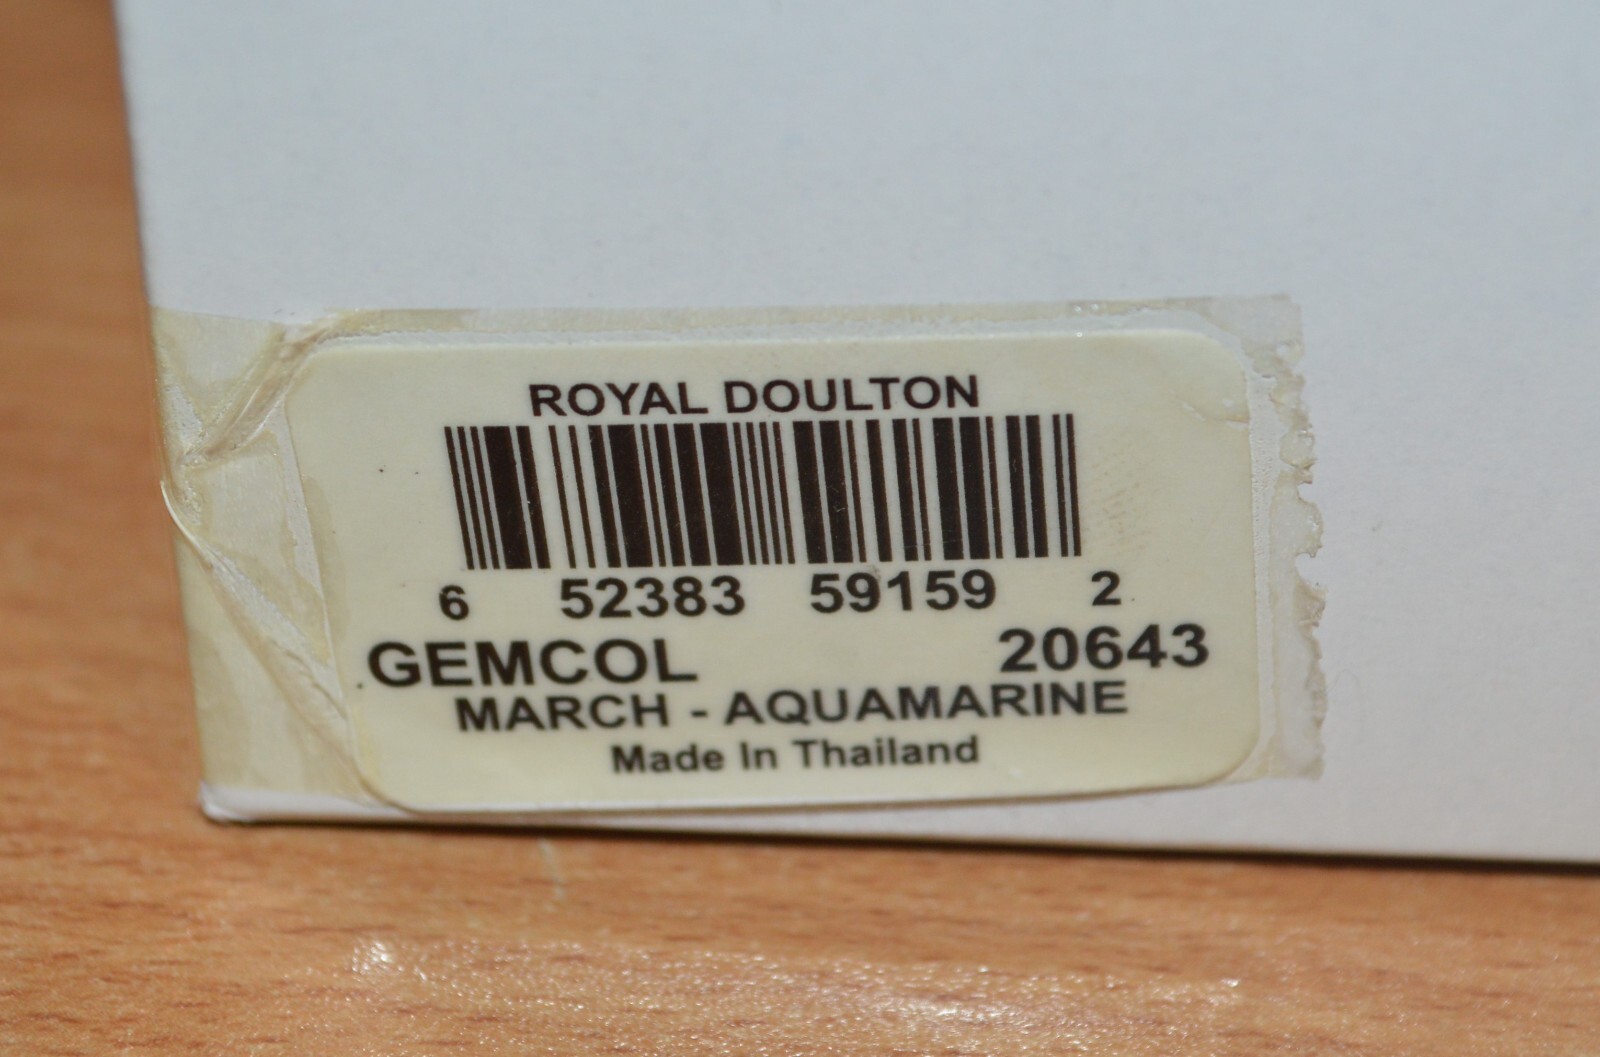 ROYAL DOULTON
6 52383 59159 2
GEMCOL 20643
MARCH - AQUAMARINE
Made In Thailand